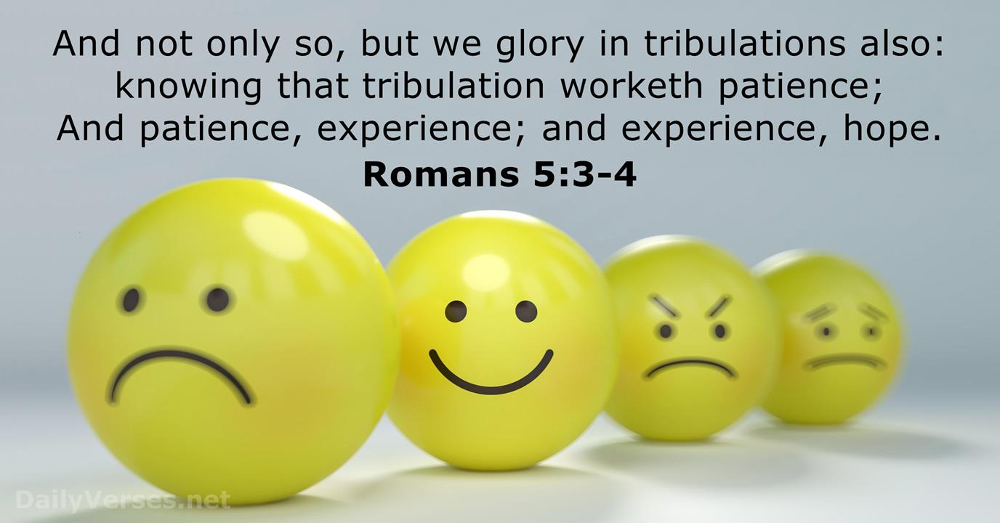 And not only so, but we glory in tribulations also:
knowing that tribulation worketh patience;
And patience, experience; and experience, hope.
Romans 5:3-4
DailyVerses.net